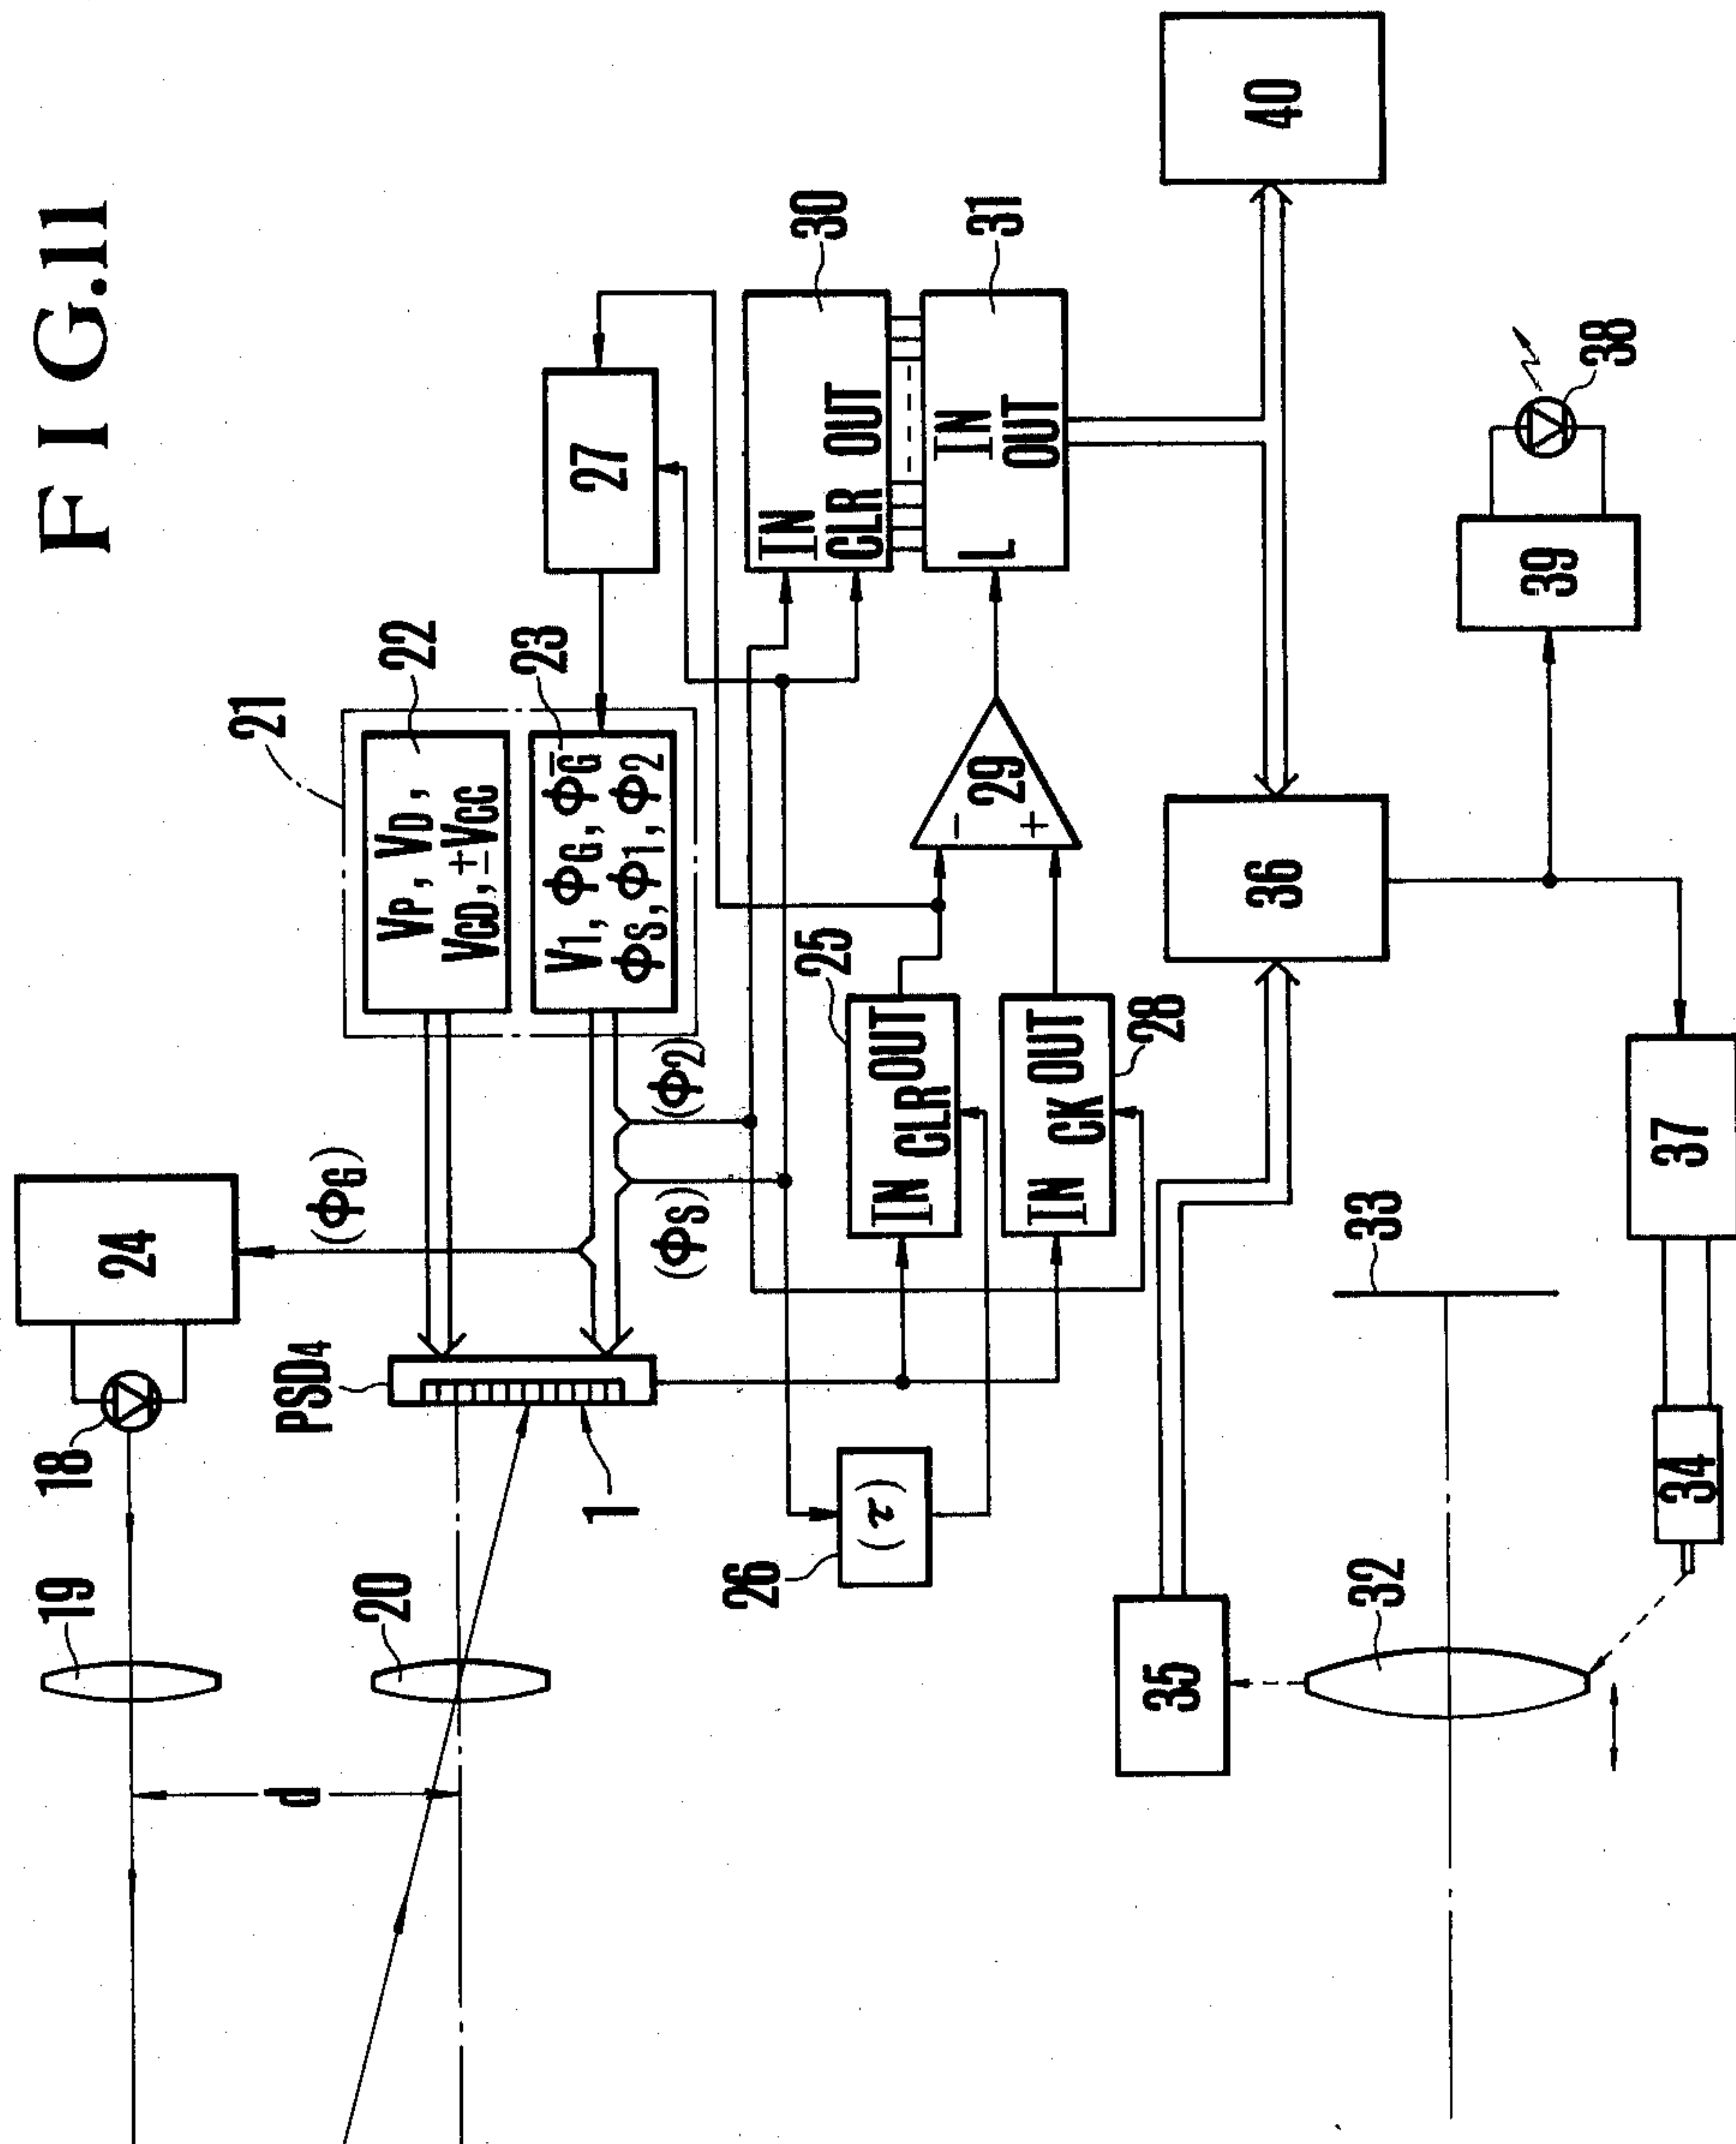 FIG.11
24
(ΦG)
18
19
20
d
PSD4
1
21
22
VP, VD,
VCD, ±VCC
23
V1, ΦG, Φ̅G̅
ΦS, Φ1, Φ2
(Φ2)
(ΦS)
27
26
(τ)
25
IN CLR OUT
28
IN CK OUT
29
-
+
30
IN
CLR OUT
31
L IN
OUT
40
35
36
32
33
34
37
39
38